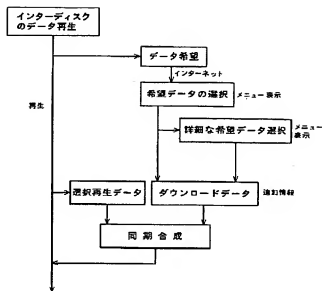 インターディスク
のデータ再生
データ希望
インターネット
希望データの選択
メニュー表示
再生
詳細な希望データ選択
メニュー
表示
選択再生データ
ダウンロードデータ
追加情報
同期合成